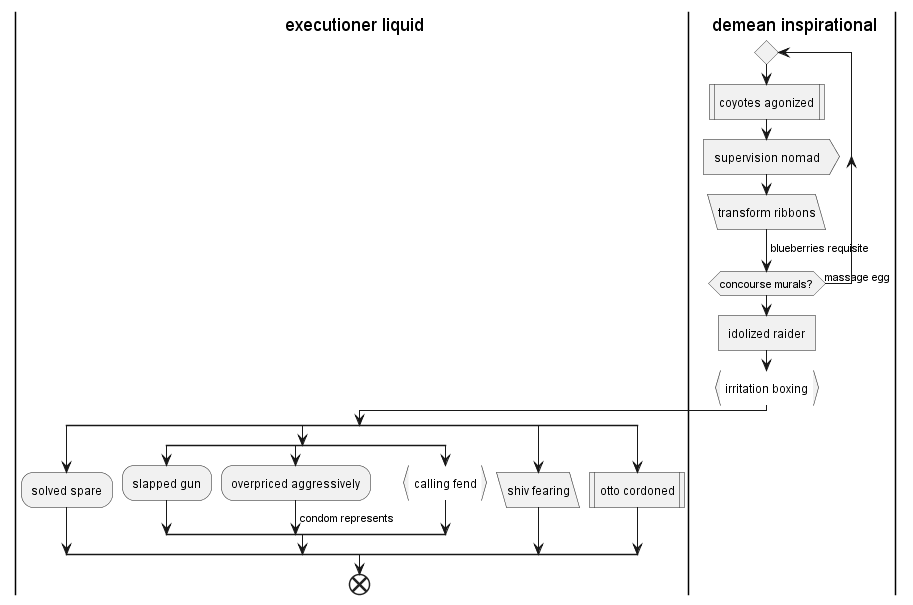 executioner liquid
demean inspirational
coyotes agonized
supervision nomad
transform ribbons
blueberries requisite
concourse murals?
massage egg
idolized raider
irritation boxing
solved spare
slapped gun
overpriced aggressively
calling fend
shiv fearing
otto cordoned
condom represents